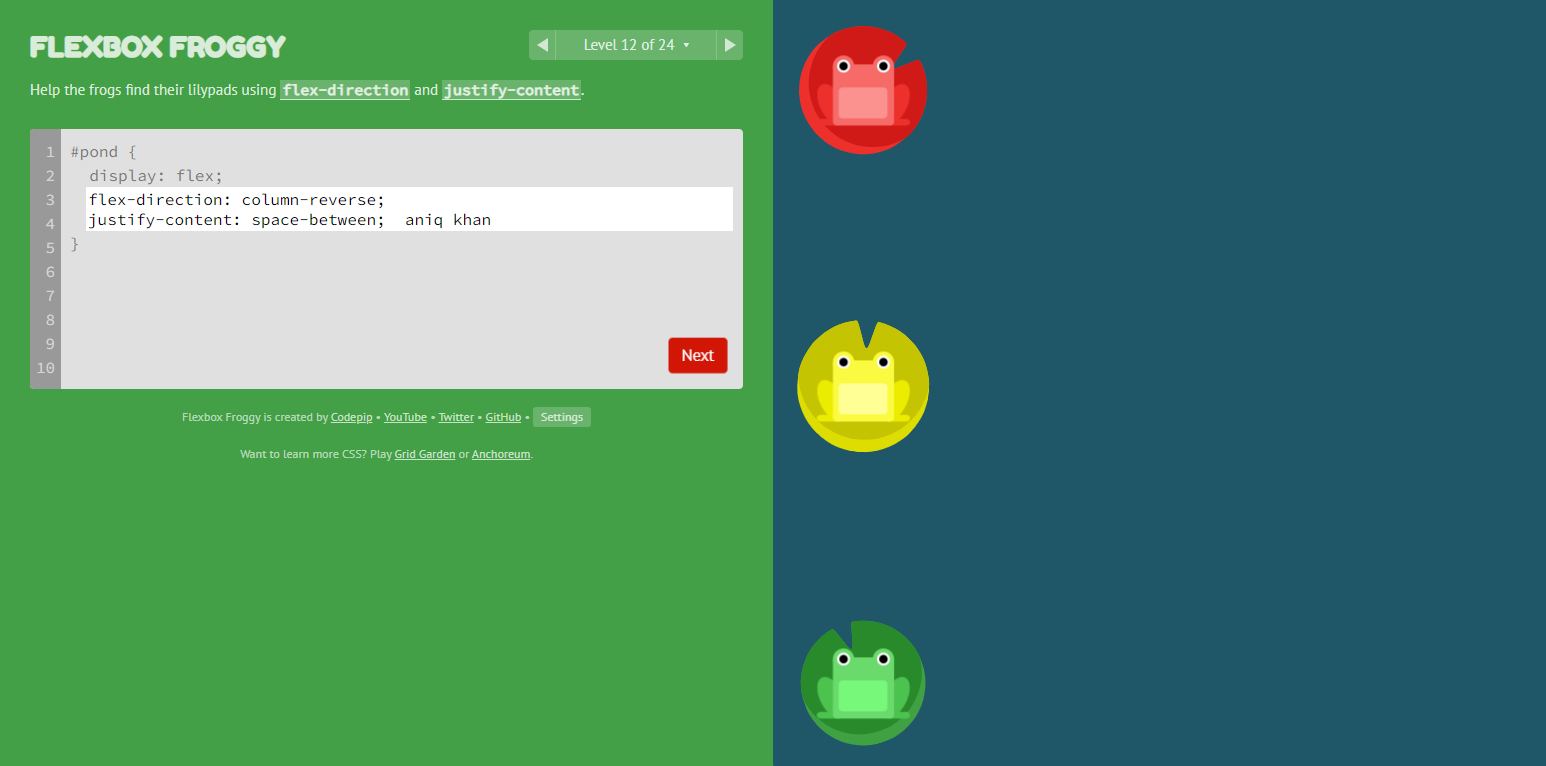 FLEXBOX FROGGY
◀ Level 12 of 24 ▾ ▶
Help the frogs find their lilypads using flex-direction and justify-content.
1 #pond {
2 display: flex;
3 flex-direction: column-reverse;
4 justify-content: space-between;  aniq khan
5 }
6
7
8
9
10
Next
Flexbox Froggy is created by Codepip • YouTube • Twitter • GitHub • Settings
Want to learn more CSS? Play Grid Garden or Anchoreum.